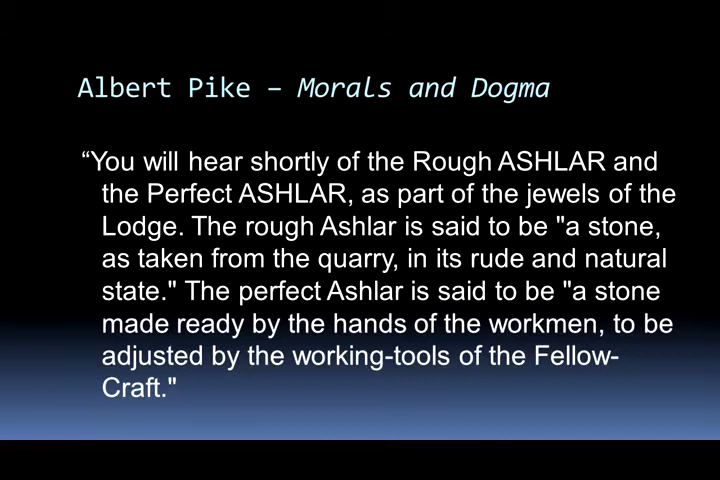 Albert Pike – Morals and Dogma
“You will hear shortly of the Rough ASHLAR and
the Perfect ASHLAR, as part of the jewels of the
Lodge. The rough Ashlar is said to be "a stone,
as taken from the quarry, in its rude and natural
state." The perfect Ashlar is said to be "a stone
made ready by the hands of the workmen, to be
adjusted by the working-tools of the Fellow-
Craft."